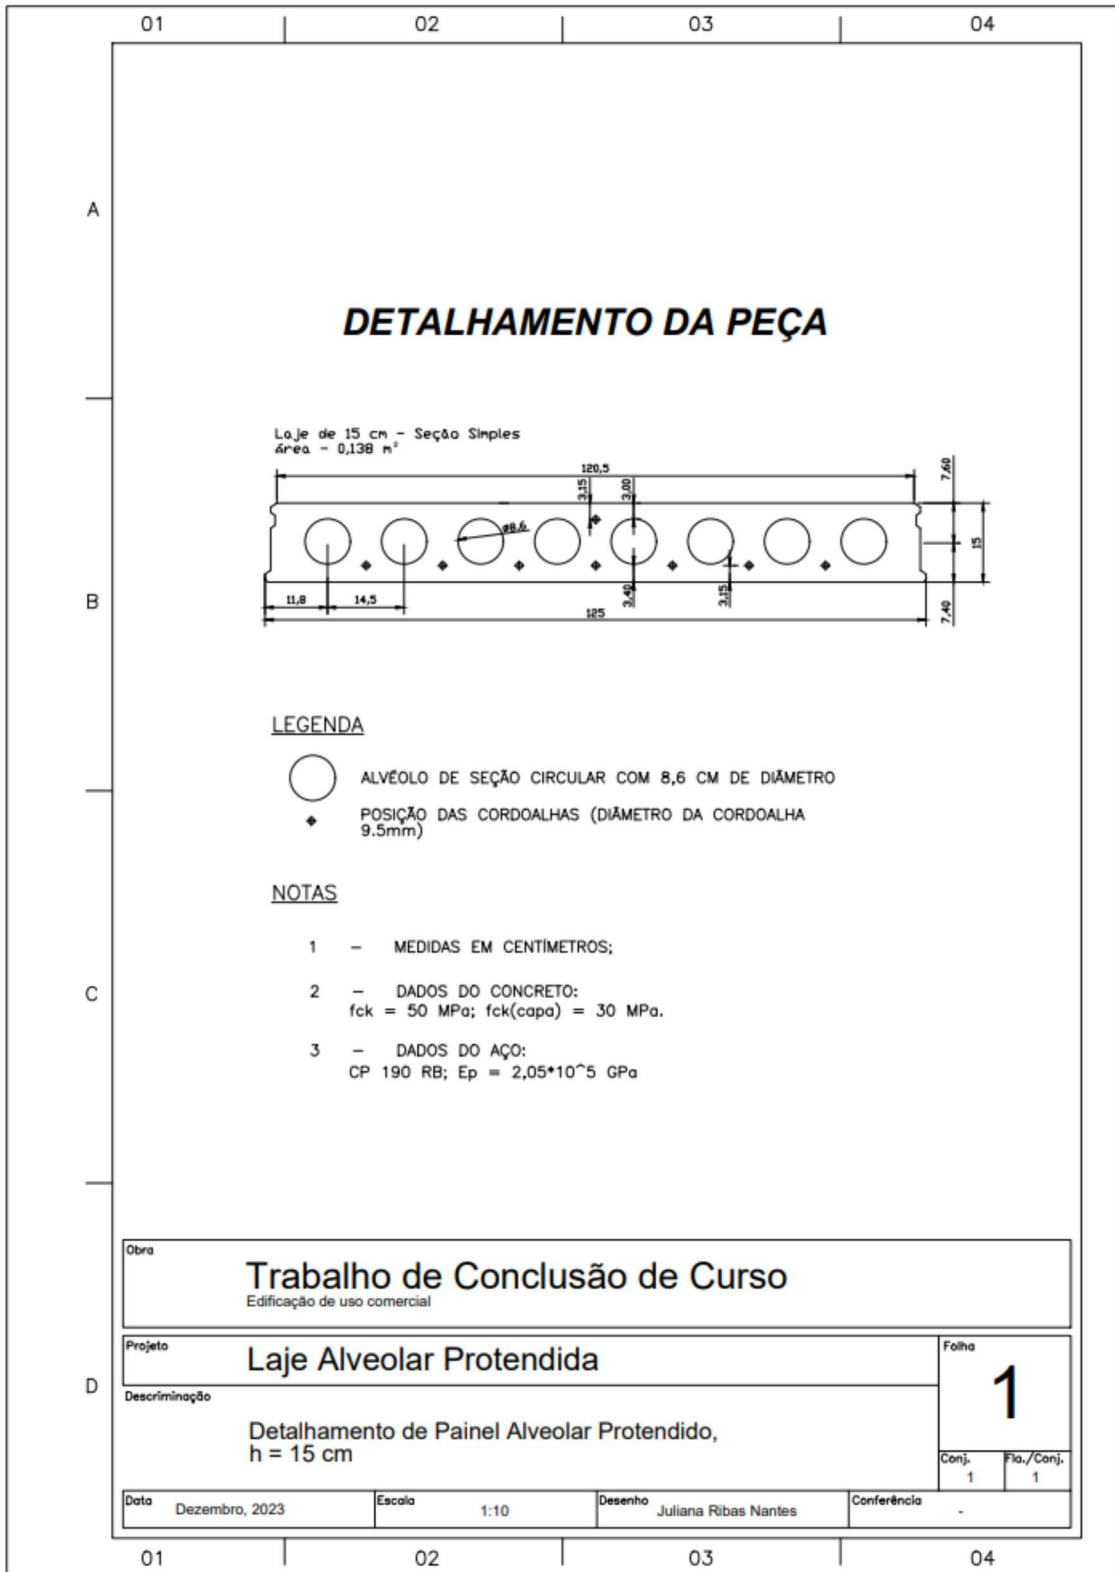 01 02 03 04
A
DETALHAMENTO DA PEÇA
Laje de 15 cm - Seção Simples
área - 0,138 m²
120,5
3,15
3,00
7,60
ø8,6
15
B
11,8
14,5
3,40
3,15
7,40
125
LEGENDA
ALVÉOLO DE SEÇÃO CIRCULAR COM 8,6 CM DE DIÂMETRO
POSIÇÃO DAS CORDOALHAS (DIÂMETRO DA CORDOALHA
9.5mm)
NOTAS
1 – MEDIDAS EM CENTÍMETROS;
C
2 – DADOS DO CONCRETO:
fck = 50 MPa; fck(capa) = 30 MPa.
3 – DADOS DO AÇO:
CP 190 RB; Ep = 2,05*10^5 GPa
Obra
Trabalho de Conclusão de Curso
Edificação de uso comercial
Projeto
Laje Alveolar Protendida
Folha
1
D
Descriminação
Detalhamento de Painel Alveolar Protendido,
h = 15 cm
Conj.
1
Fla./Conj.
1
Data
Dezembro, 2023
Escala
1:10
Desenho
Juliana Ribas Nantes
Conferência
-
01 02 03 04